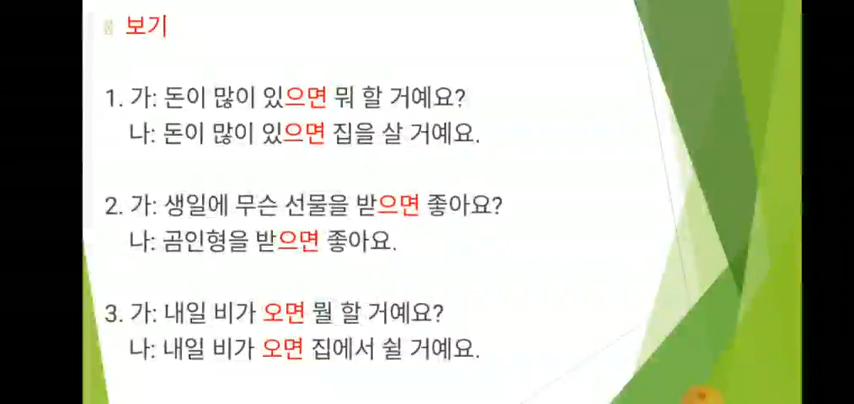 보기
1. 가: 돈이 많이 있으면 뭐 할 거예요?
나: 돈이 많이 있으면 집을 살 거예요.
2. 가: 생일에 무슨 선물을 받으면 좋아요?
나: 곰인형을 받으면 좋아요.
3. 가: 내일 비가 오면 뭘 할 거예요?
나: 내일 비가 오면 집에서 쉴 거예요.